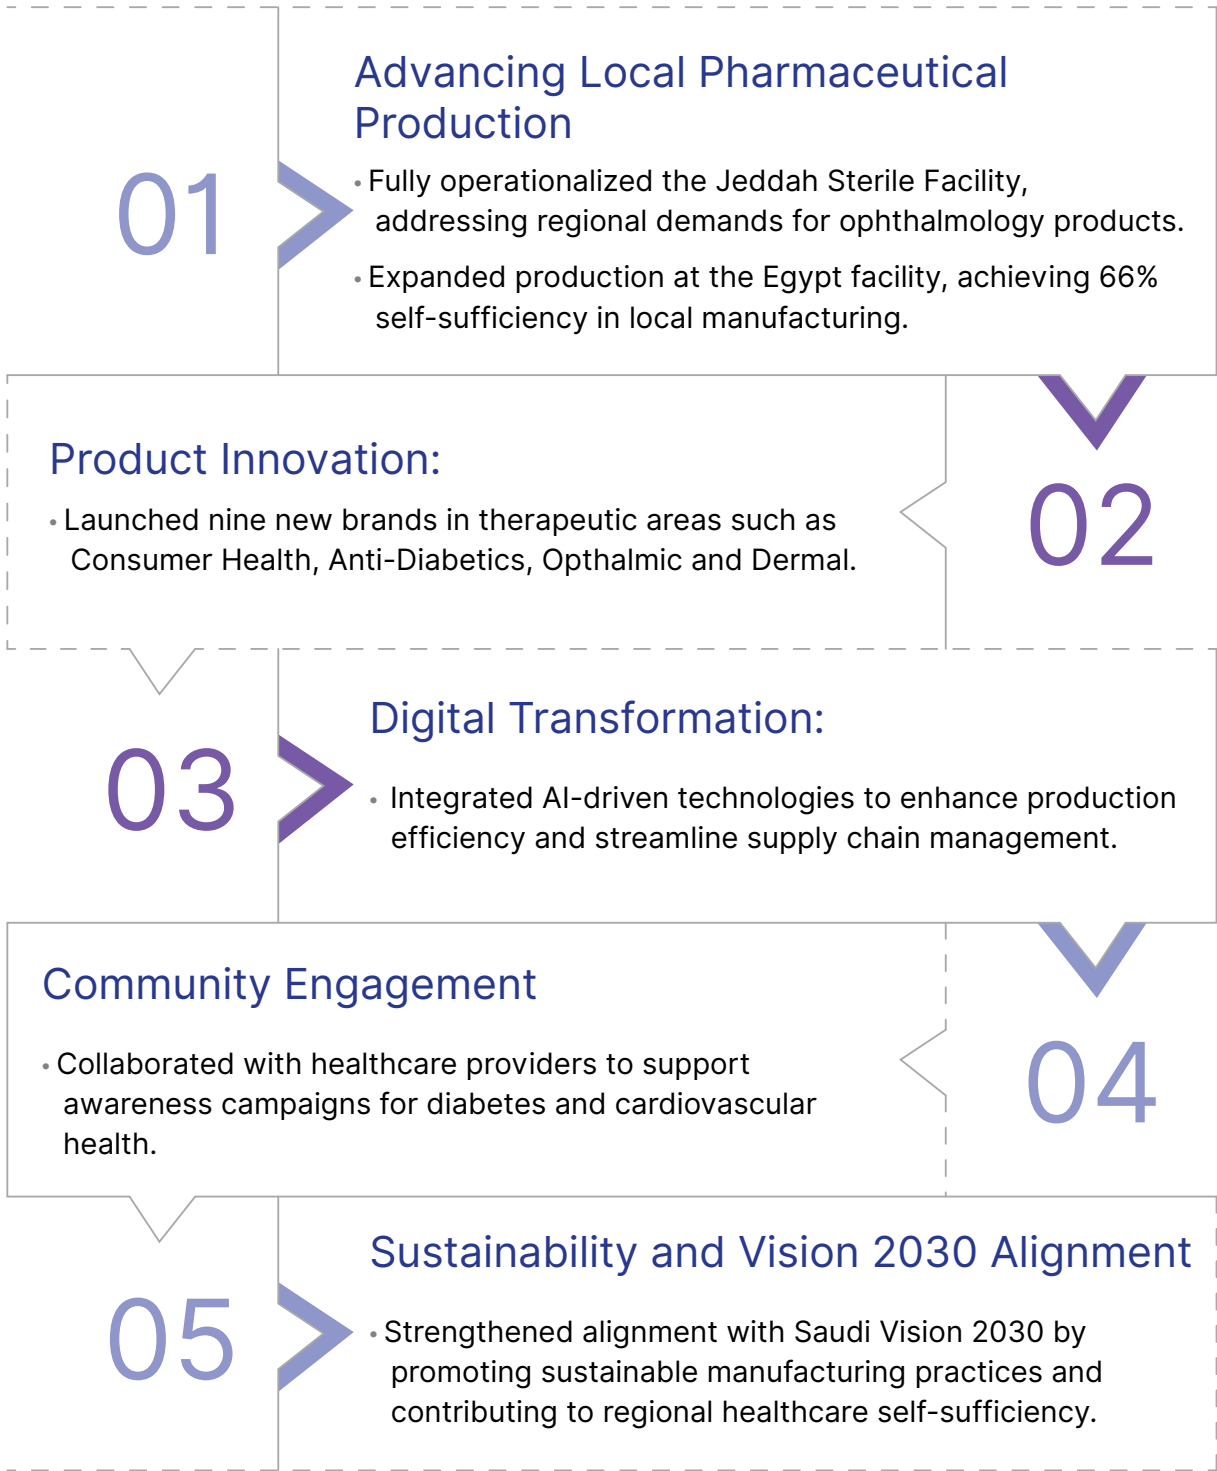 01
Advancing Local Pharmaceutical
Production
• Fully operationalized the Jeddah Sterile Facility,
addressing regional demands for ophthalmology products.
• Expanded production at the Egypt facility, achieving 66%
self-sufficiency in local manufacturing.
02
Product Innovation:
• Launched nine new brands in therapeutic areas such as
Consumer Health, Anti-Diabetics, Opthalmic and Dermal.
03
Digital Transformation:
• Integrated AI-driven technologies to enhance production
efficiency and streamline supply chain management.
04
Community Engagement
• Collaborated with healthcare providers to support
awareness campaigns for diabetes and cardiovascular
health.
05
Sustainability and Vision 2030 Alignment
• Strengthened alignment with Saudi Vision 2030 by
promoting sustainable manufacturing practices and
contributing to regional healthcare self-sufficiency.